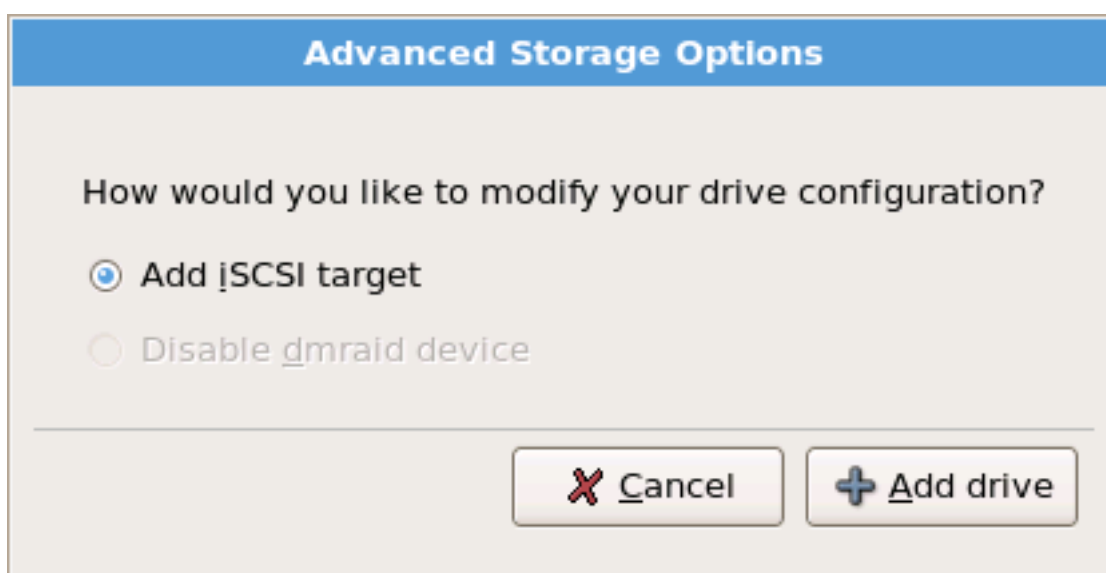 Advanced Storage Options
How would you like to modify your drive configuration?
Add iSCSI target
Disable dmraid device
Cancel
Add drive